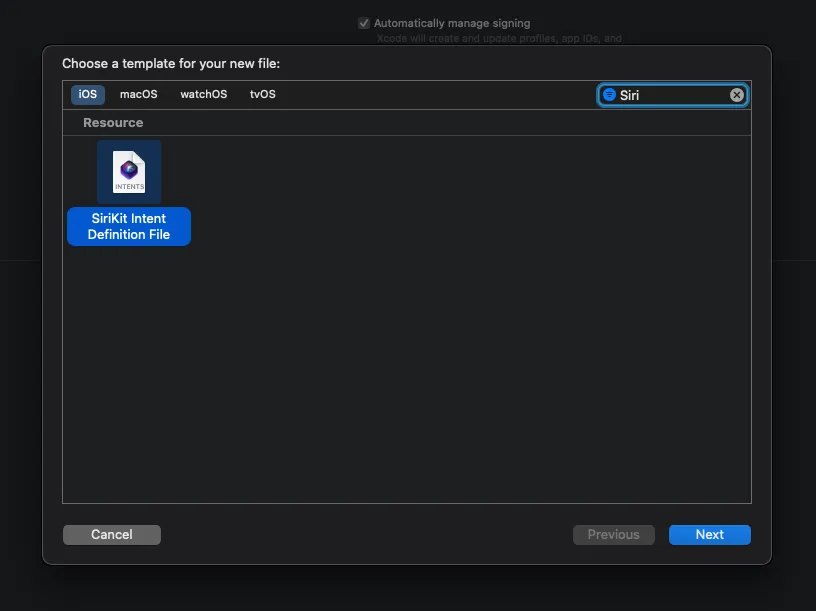 Automatically manage signing
Xcode will create and update profiles, app IDs, and
Choose a template for your new file:
iOS macOS watchOS tvOS Siri
Resource
INTENTS
SiriKit Intent
Definition File
Cancel Previous Next